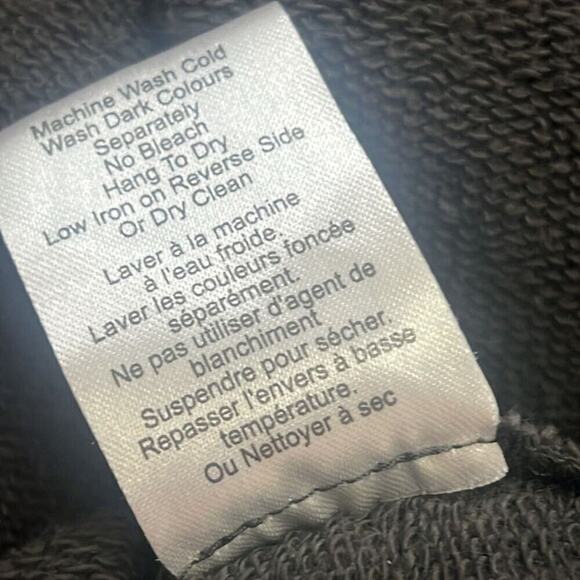 Machine Wash Cold
Wash Dark Colours
Separately
No Bleach
Hang To Dry
Low Iron on Reverse Side
Or Dry Clean
Laver à la machine
à l'eau froide.
Laver les couleurs foncée
séparèment.
Ne pas utiliser d'agent de
blanchiment
Suspendre pour sécher.
Repasser l'envers à basse
température.
Ou Nettoyer à sec